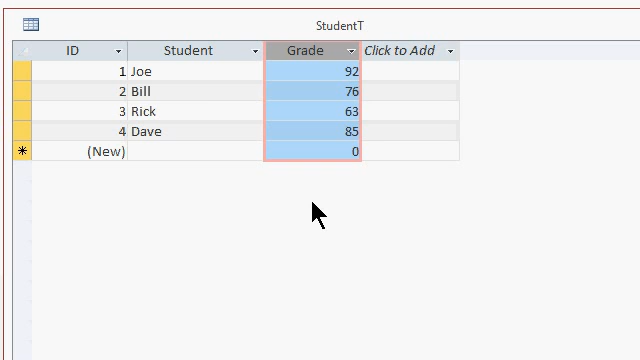 StudentT
ID Student Grade Click to Add
1 Joe 92
2 Bill 76
3 Rick 63
4 Dave 85
* (New) 0